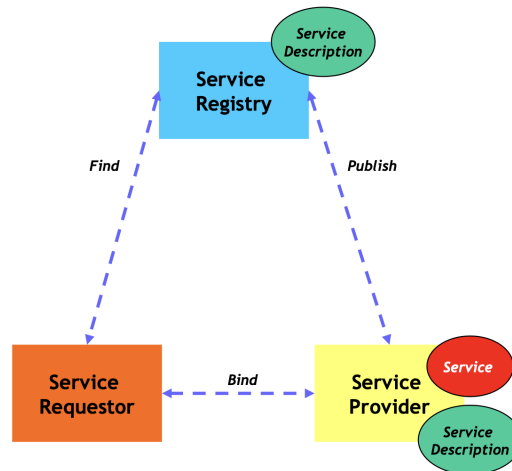 Service
Description
Service
Registry
Find
Publish
Service
Requestor
Bind
Service
Provider
Service
Service
Description